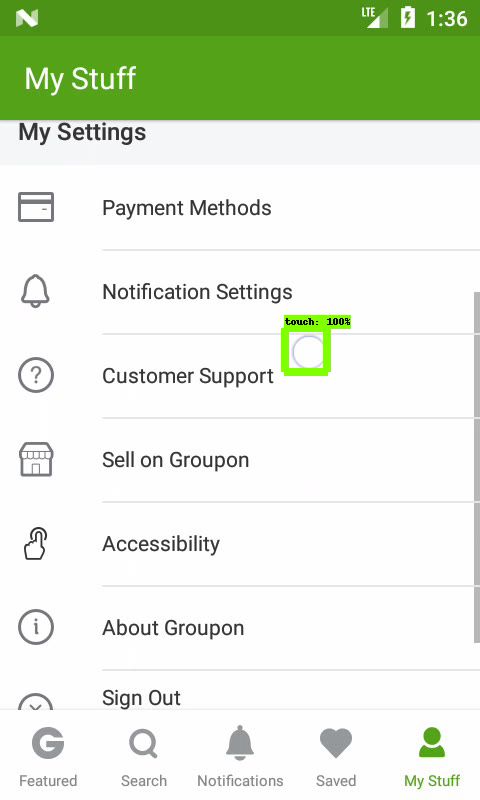 LTE 1:36
My Stuff
My Settings
Payment Methods
Notification Settings
touch: 100%
Customer Support
Sell on Groupon
Accessibility
About Groupon
Sign Out
Featured Search Notifications Saved My Stuff